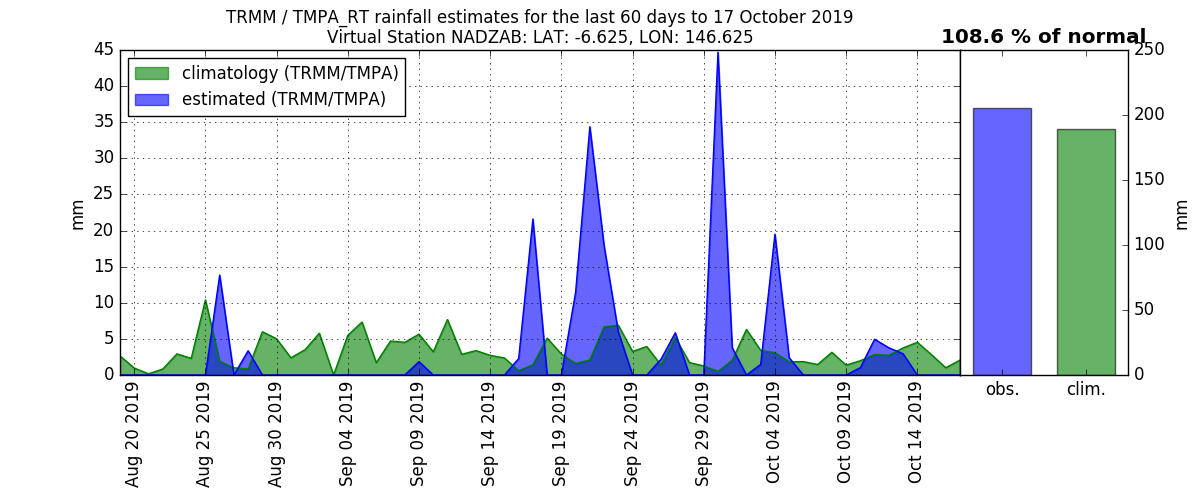 TRMM / TMPA_RT rainfall estimates for the last 60 days to 17 October 2019
Virtual Station NADZAB: LAT: -6.625, LON: 146.625
108.6 % of normal
climatology (TRMM/TMPA)
estimated (TRMM/TMPA)
45
40
35
30
25
20
15
10
5
0
mm
Aug 20 2019
Aug 25 2019
Aug 30 2019
Sep 04 2019
Sep 09 2019
Sep 14 2019
Sep 19 2019
Sep 24 2019
Sep 29 2019
Oct 04 2019
Oct 09 2019
Oct 14 2019
obs.
clim.
250
200
150
100
50
0
mm